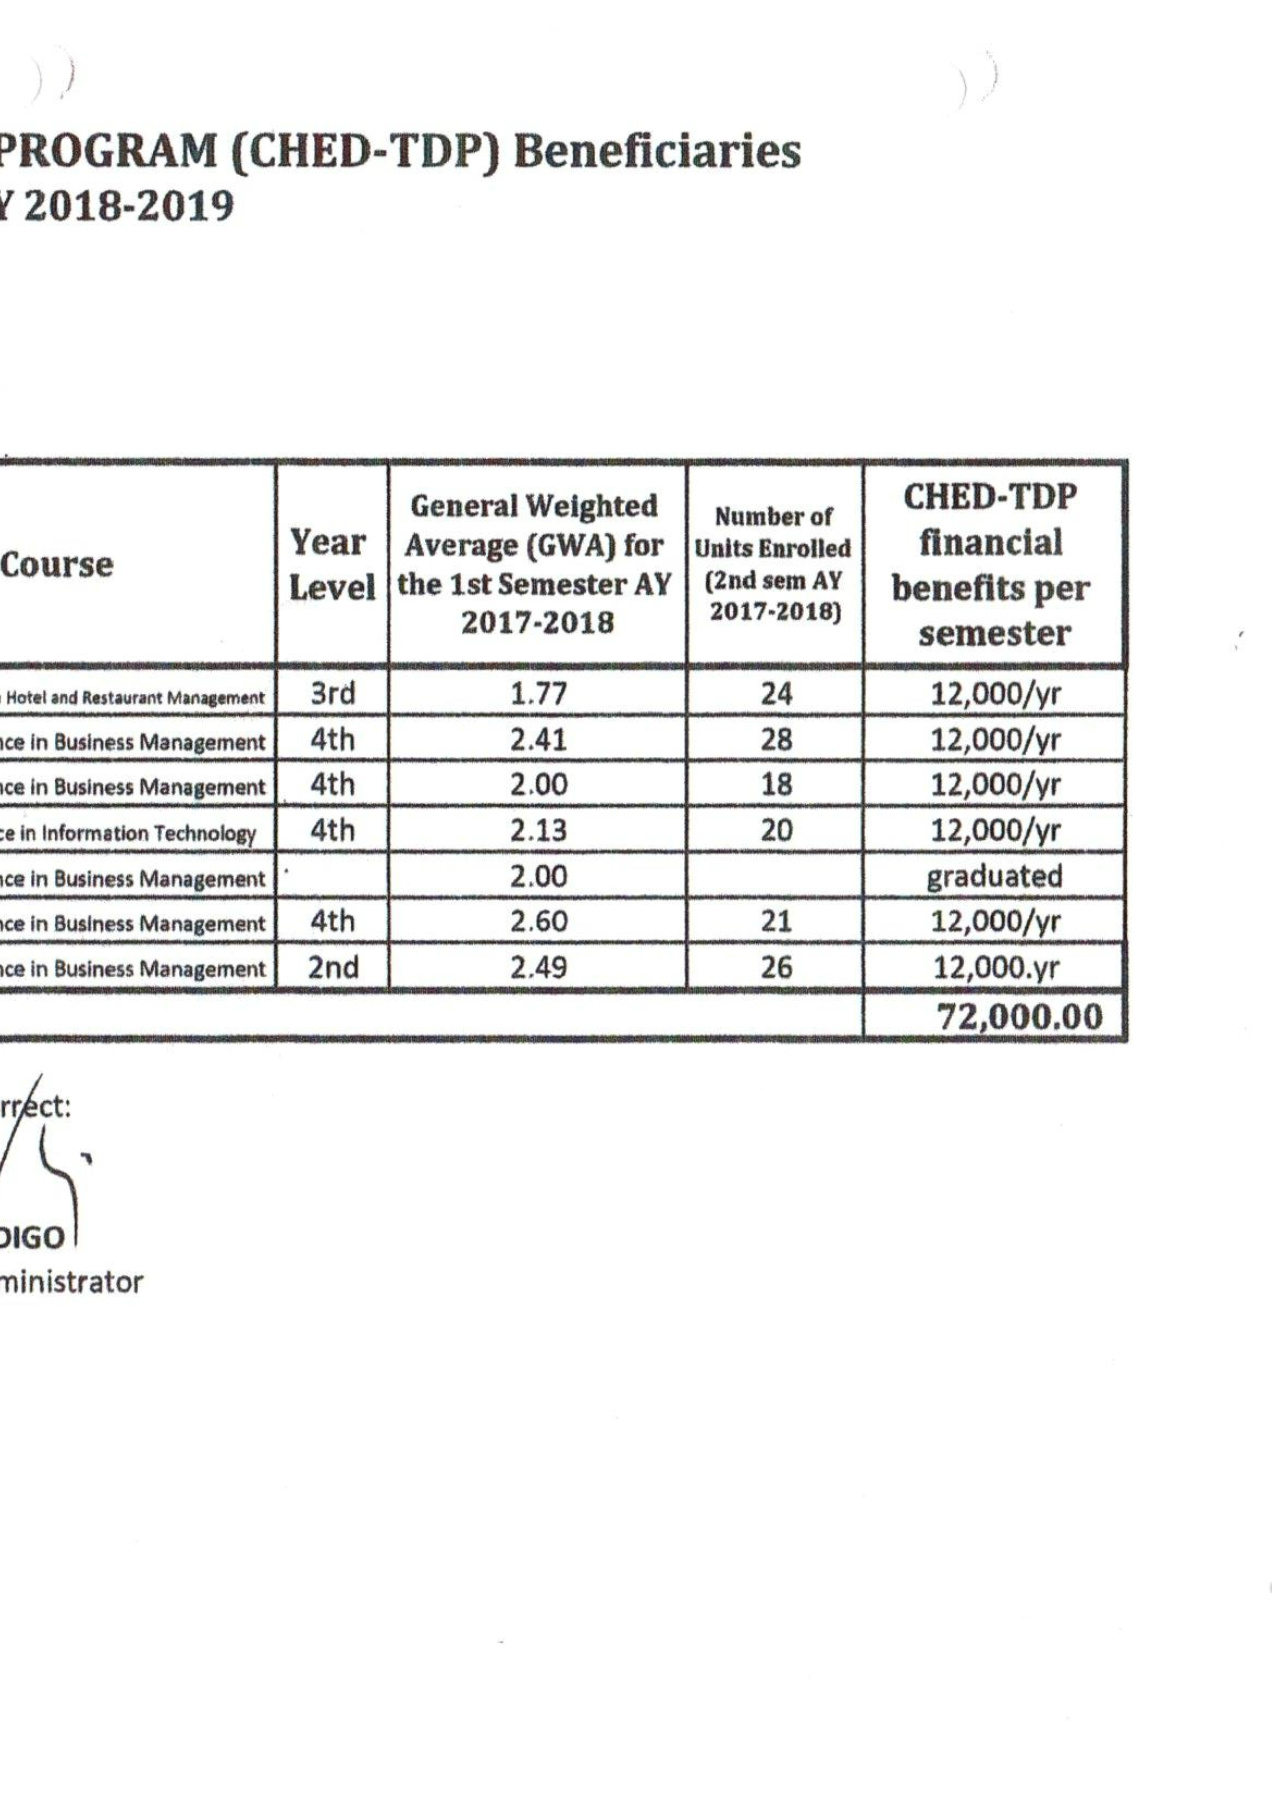 PROGRAM (CHED-TDP) Beneficiaries
Y 2018-2019
Course
Year Level
General Weighted Average (GWA) for the 1st Semester AY 2017-2018
Number of Units Enrolled (2nd sem AY 2017-2018)
CHED-TDP financial benefits per semester
Hotel and Restaurant Management 3rd 1.77 24 12,000/yr
nce in Business Management 4th 2.41 28 12,000/yr
nce in Business Management 4th 2.00 18 12,000/yr
ce in Information Technology 4th 2.13 20 12,000/yr
nce in Business Management 2.00 graduated
nce in Business Management 4th 2.60 21 12,000/yr
nce in Business Management 2nd 2.49 26 12,000.yr
72,000.00
rrect:
DIGO
ministrator